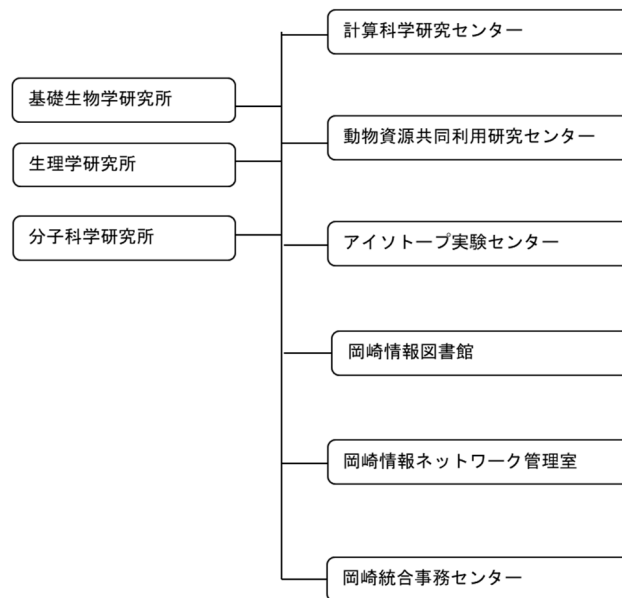 基礎生物学研究所
生理学研究所
分子科学研究所
計算科学研究センター
動物資源共同利用研究センター
アイソトープ実験センター
岡崎情報図書館
岡崎情報ネットワーク管理室
岡崎統合事務センター